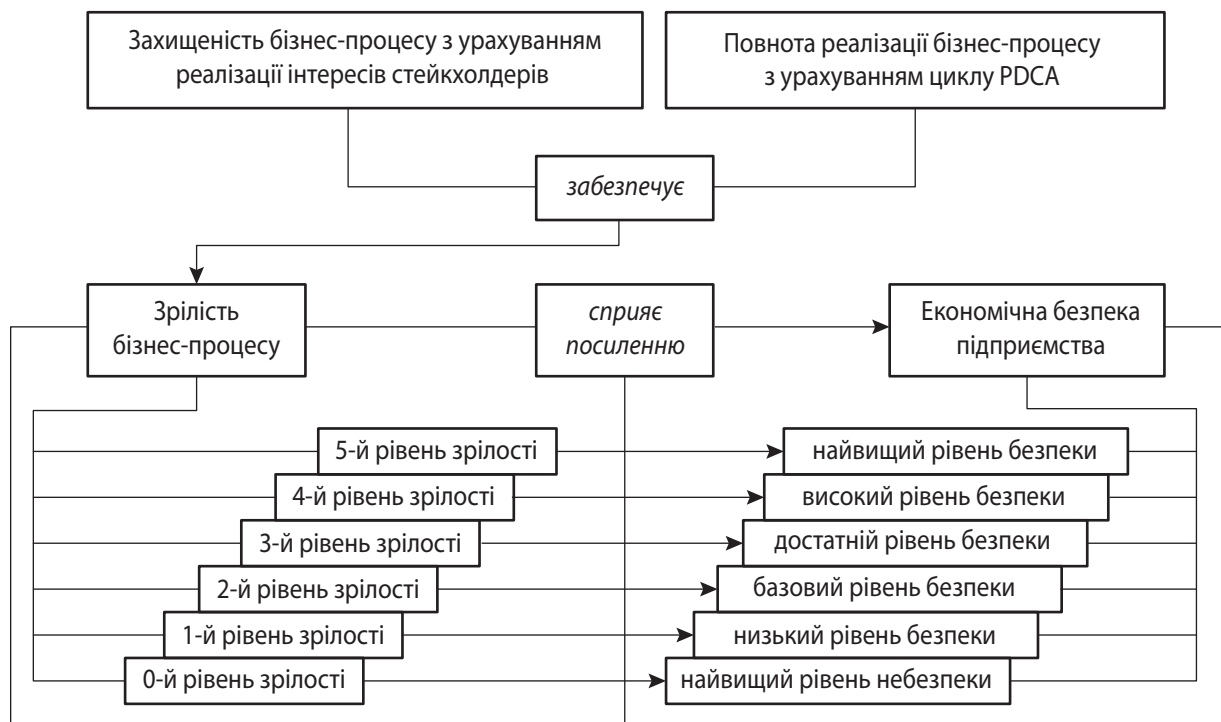 Захищеність бізнес-процесу з урахуванням
реалізації інтересів стейкхолдерів
Повнота реалізації бізнес-процесу
з урахуванням циклу PDCA
забезпечує
Зрілість
бізнес-процесу
сприяє
посиленню
Економічна безпека
підприємства
5-й рівень зрілості
найвищий рівень безпеки
4-й рівень зрілості
високий рівень безпеки
3-й рівень зрілості
достатній рівень безпеки
2-й рівень зрілості
базовий рівень безпеки
1-й рівень зрілості
низький рівень безпеки
0-й рівень зрілості
найвищий рівень небезпеки